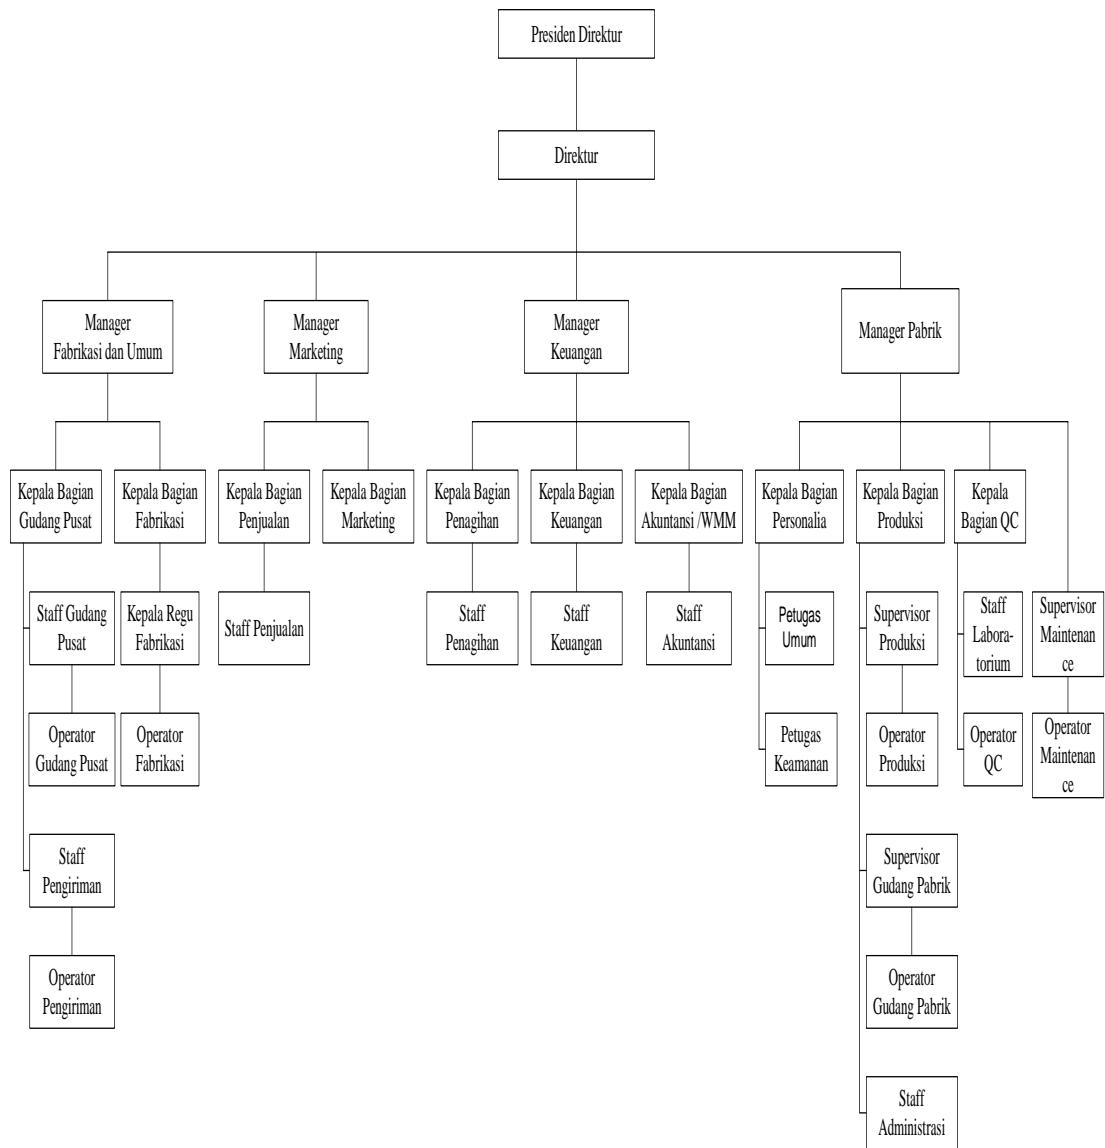 Presiden Direktur
Direktur
Manager
Fabrikasi dan Umum
Manager
Marketing
Manager
Keuangan
Manager Pabrik
Kepala Bagian
Gudang Pusat
Kepala Bagian
Fabrikasi
Kepala Bagian
Penjualan
Kepala Bagian
Marketing
Kepala Bagian
Penagihan
Kepala Bagian
Keuangan
Kepala Bagian
Akuntansi /WMM
Kepala Bagian
Personalia
Kepala Bagian
Produksi
Kepala
Bagian QC
Staff Gudang
Pusat
Kepala Regu
Fabrikasi
Staff Penjualan
Staff
Penagihan
Staff
Keuangan
Staff
Akuntansi
Petugas
Umum
Supervisor
Produksi
Staff
Labora-
torium
Supervisor
Maintenan
ce
Operator
Gudang Pusat
Operator
Fabrikasi
Petugas
Keamanan
Operator
Produksi
Operator
QC
Operator
Maintenan
ce
Staff
Pengiriman
Supervisor
Gudang Pabrik
Operator
Pengiriman
Operator
Gudang Pabrik
Staff
Administrasi